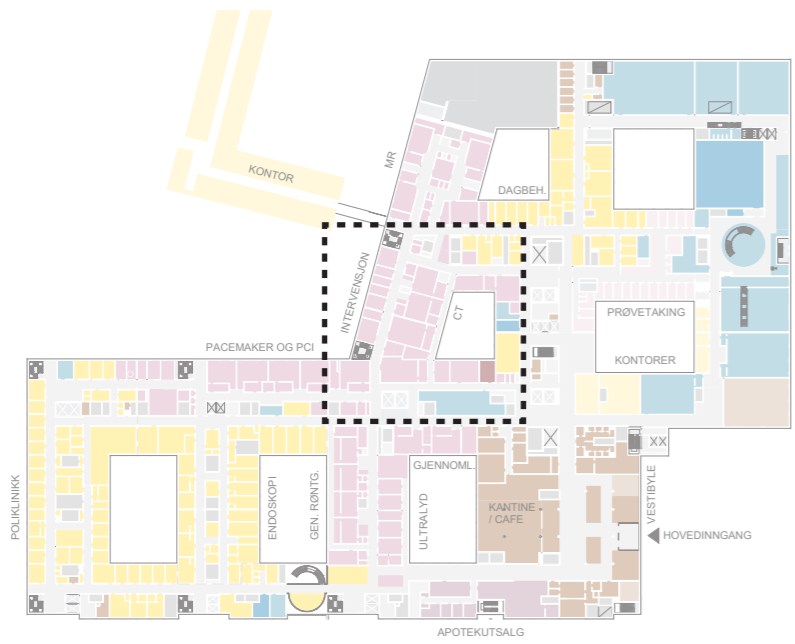 KONTOR
MR
DAGBEH.
INTERVENSJON
CT
PRØVETAKING
PACEMAKER OG PCI
KONTORER
POLIKLINIKK
ENDOSKOPI
GEN. RØNTG.
ULTRALYD
GJENNOML.
KANTINE
/ CAFE
VESTIBYLE
HOVEDINNGANG
APOTEKUTSALG